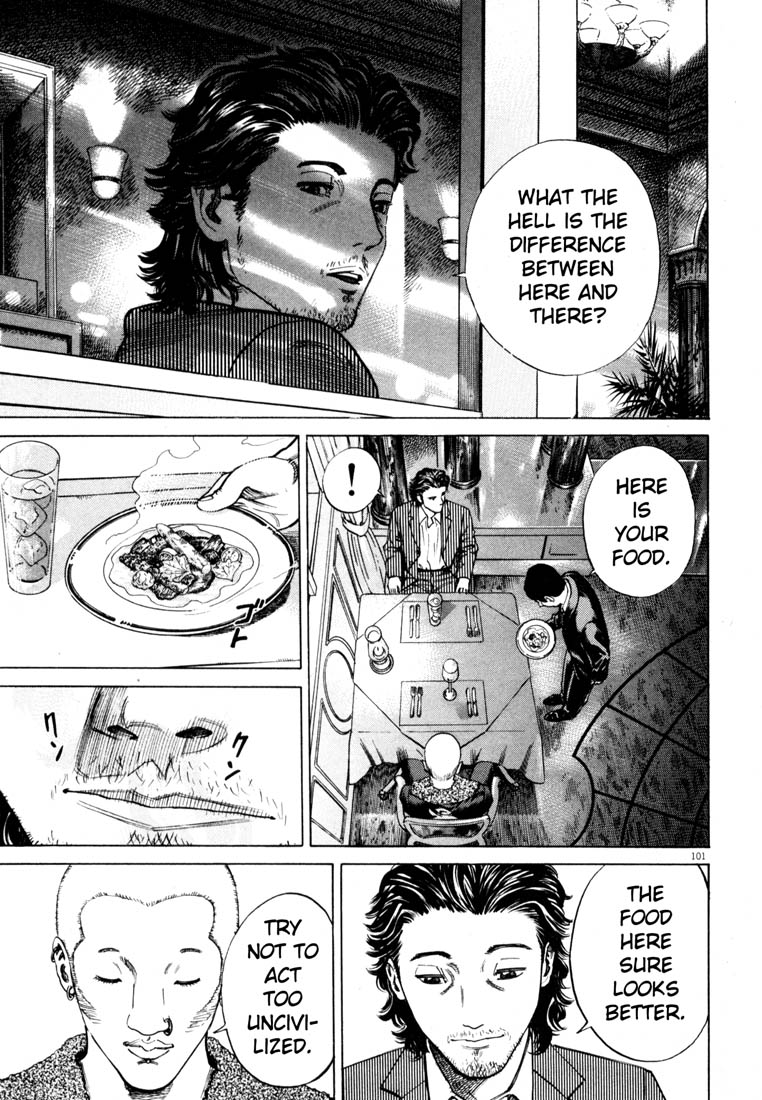 WHAT THE
HELL IS THE
DIFFERENCE
BETWEEN
HERE AND
THERE?
HERE
IS
YOUR
FOOD.
!
ゴト
クン
クン
101
THE
FOOD
HERE
SURE
LOOKS
BETTER.
TRY
NOT TO
ACT
TOO
UNCIVI-
LIZED.